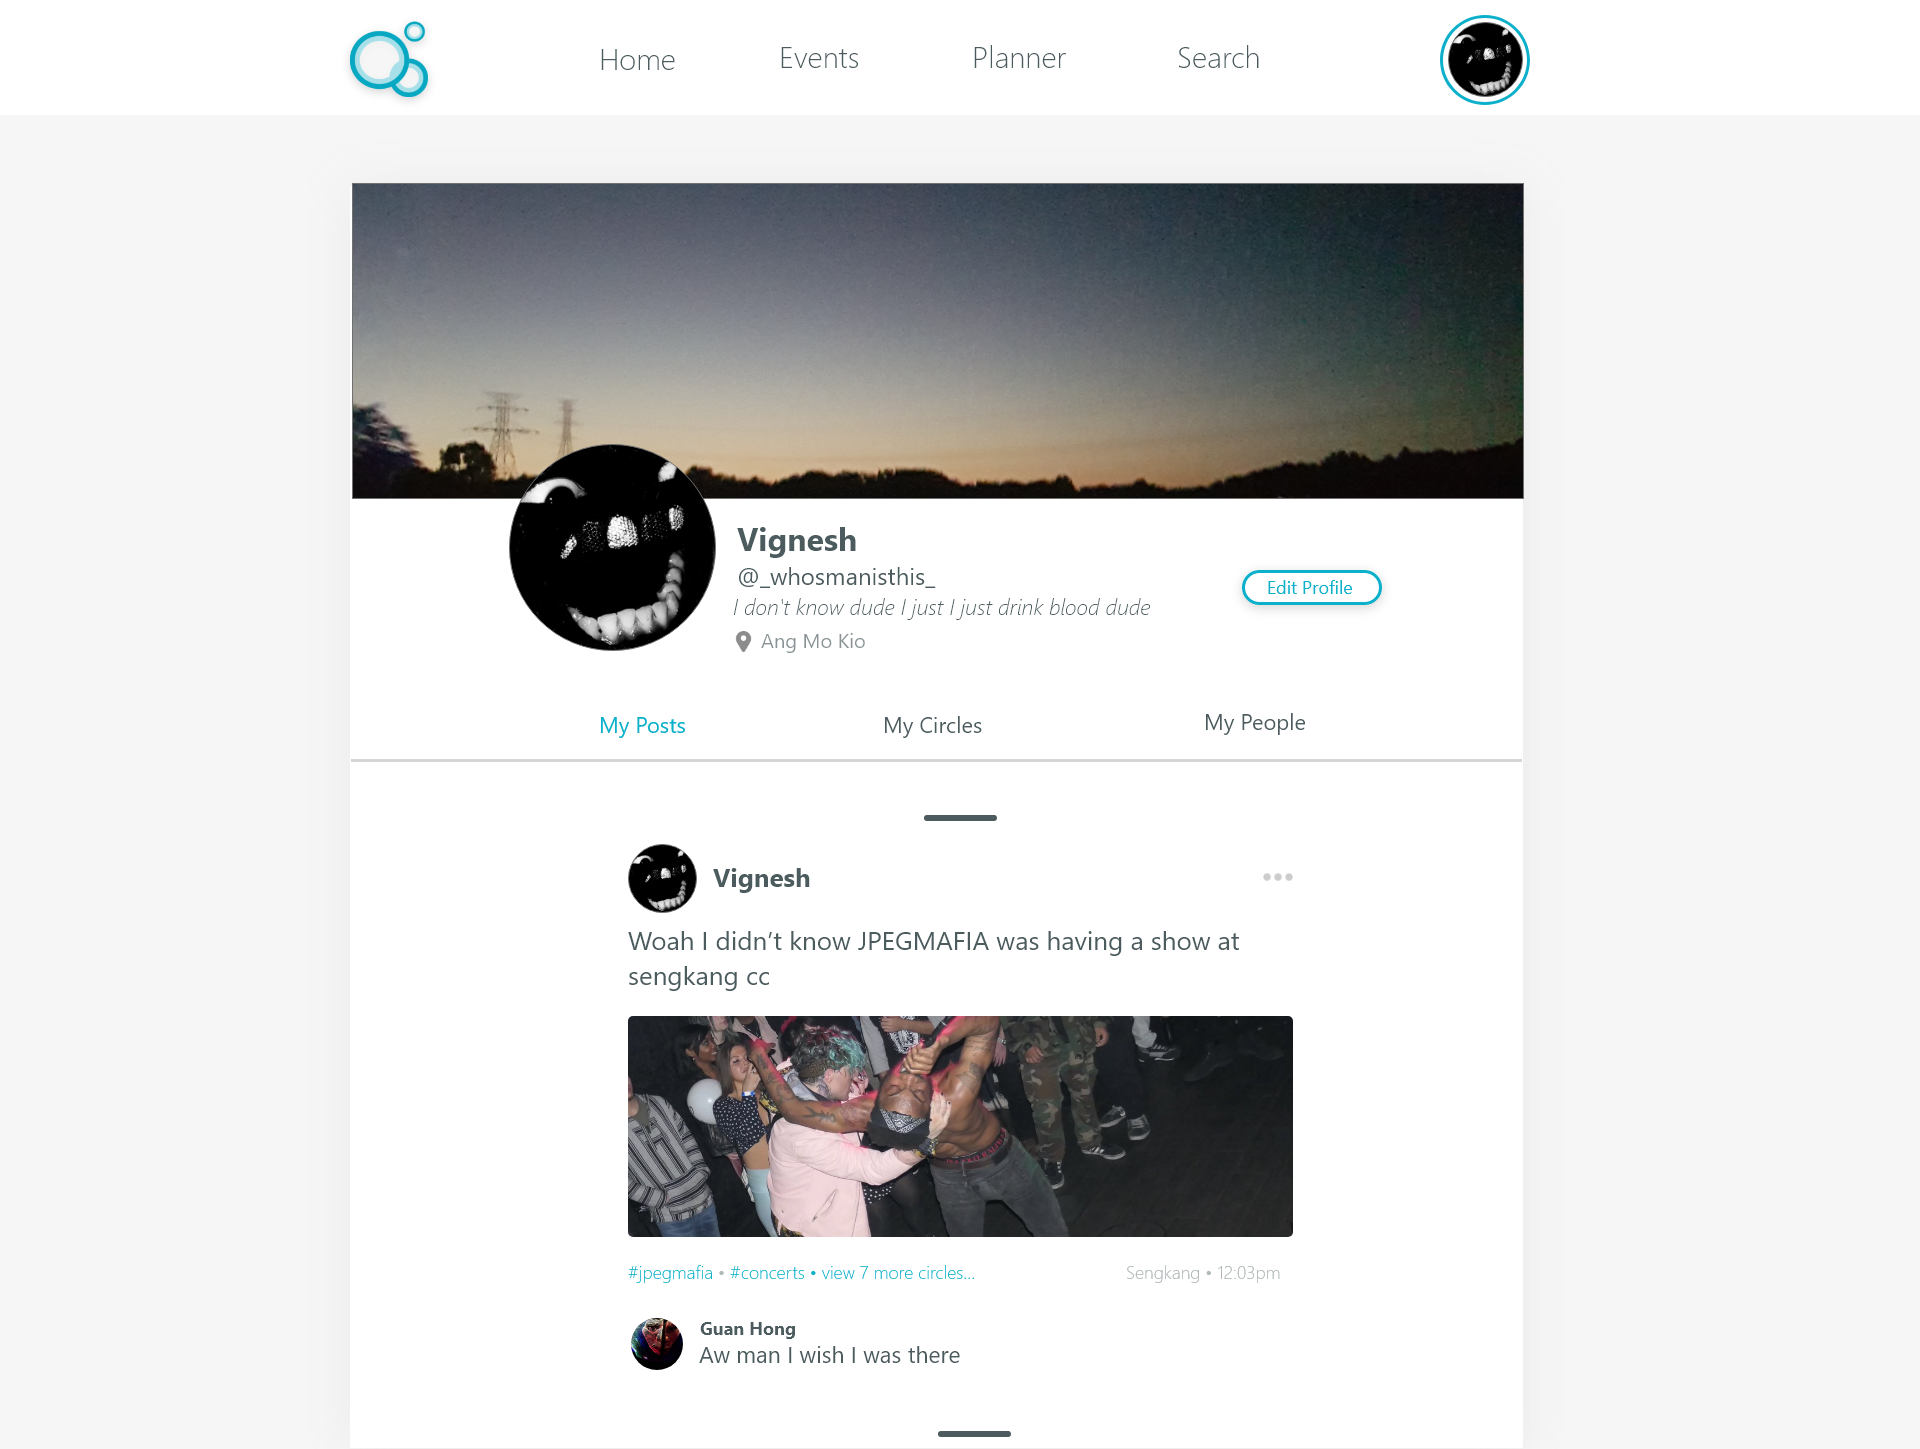 Home
Events
Planner
Search
Vignesh
@_whosmanisthis_
I don't know dude I just I just drink blood dude
Edit Profile
Ang Mo Kio
My Posts
My Circles
My People
Vignesh
Woah I didn’t know JPEGMAFIA was having a show at
sengkang cc
#jpegmafia • #concerts • view 7 more circles...
Sengkang • 12:03pm
Guan Hong
Aw man I wish I was there